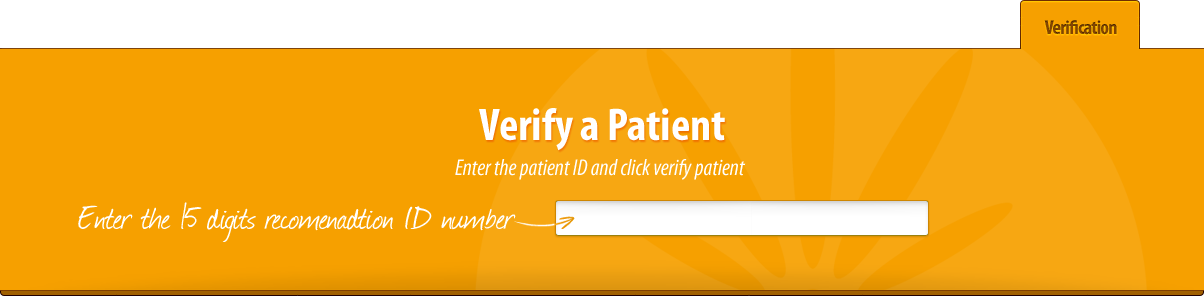 Verification
Verify a Patient
Enter the patient ID and click verify patient
Enter the 15 digits recomenadtion ID number